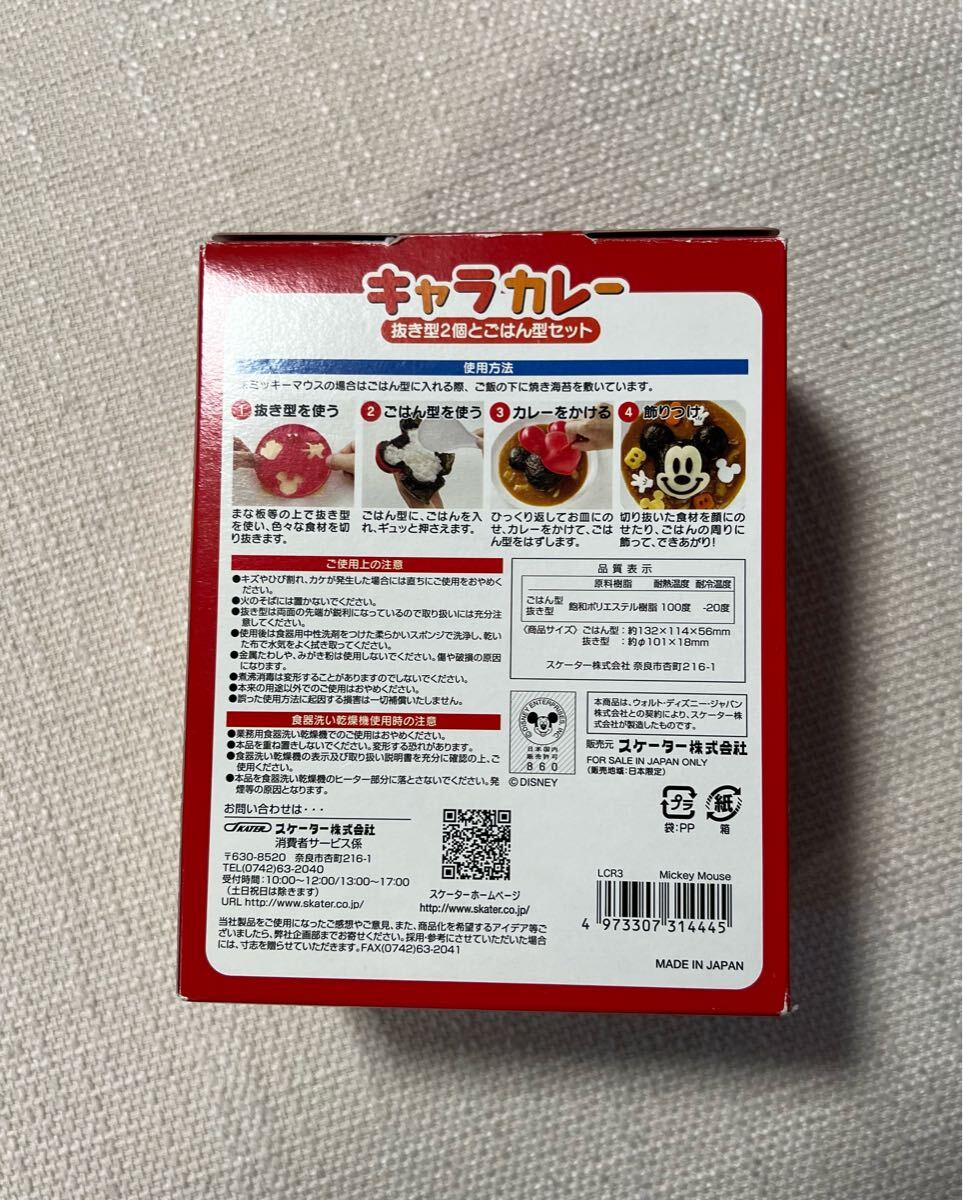 キャラカレー
抜き型2個とごはん型セット
使用方法
※ミッキーマウスの場合はごはん型に入れる際、ご飯の下に焼き海苔を敷いています。
1 抜き型を使う
まな板等の上で抜き型
を使い、色々な食材を切
り抜きます。
2 ごはん型を使う
ごはん型に、ごはんを入
れ、ギュッと押さえます。
3 カレーをかける
ひっくり返してお皿にの
せ、カレーをかけて、ごは
ん型をはずします。
4 飾りつけ
切り抜いた食材を顔にの
せたり、ごはんの周りに
飾って、できあがり!
ご使用上の注意
●キズやひび割れ、カケが発生した場合には直ちにご使用をおやめく
ださい。
●火のそばには置かないでください。
●抜き型は両面の先端が鋭利になっているので取り扱いには充分注
意してください。
●使用後は食器用中性洗剤をつけた柔らかいスポンジで洗浄し、乾い
た布で水気をよく拭き取ってください。
●金属たわしや、みがき粉は使用しないでください。傷や破損の原因
になります。
●煮沸消毒は変形することがありますのでしないでください。
●本来の用途以外でのご使用はおやめください。
●誤った使用方法に起因する損害は一切補償いたしません。
食器洗い乾燥機使用時の注意
●業務用食器洗い乾燥機でのご使用はおやめください。
●本品を重ね置きしないでください。変形する恐れがあります。
●食器洗い乾燥機の表示及び取り扱い説明書を充分に確認の上、ご
使用ください。
●本品を食器洗い乾燥機のヒーター部分に落とさないでください。発
煙等の原因となります。
お問い合わせは・・・
SKATER スケーター株式会社
消費者サービス係
〒630-8520 奈良市杏町216-1
TEL(0742)63-2040
受付時間:10:00~12:00/13:00~17:00
(土日祝日は除きます)
URL http://www.skater.co.jp/
スケーターホームページ
http://www.skater.co.jp/
当社製品をご使用になったご感想やご意見、また、商品化を希望するアイデア等ご
ざいましたら、弊社企画部までお寄せください。採用・参考にさせていただいた場合
には、寸志を贈らせていただきます。FAX(0742)63-2041
品質表示
原料樹脂 耐熱温度 耐冷温度
ごはん型
抜き型 飽和ポリエステル樹脂 100度 -20度
〈商品サイズ〉 ごはん型:約132×114×56mm
抜き型 :約φ101×18mm
スケーター株式会社 奈良市杏町216-1
©DISNEY ENTERPRISES, INC.
日本国内
販売許可
860
©DISNEY
本商品は、ウォルト・ディズニー・ジャパン
株式会社との契約により、スケーター株
式会社が製造したものです。
販売元 スケーター株式会社
FOR SALE IN JAPAN ONLY
(販売地域:日本限定)
プラ
袋:PP
紙
箱
LCR3 Mickey Mouse
4 973307 314445
MADE IN JAPAN